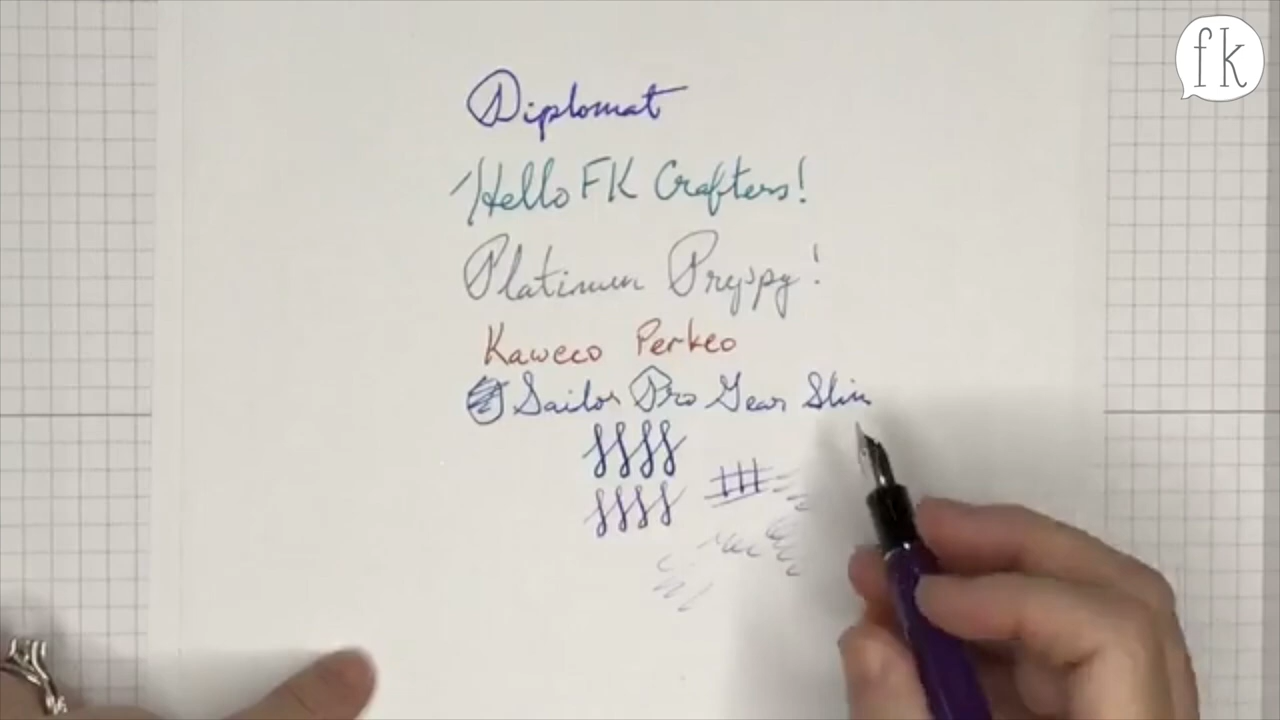 fk
Diplomat
Hello FK Crafters!
Platinum Preppy!
Kaweco Perkeo
Sailor Pro Gear Slim